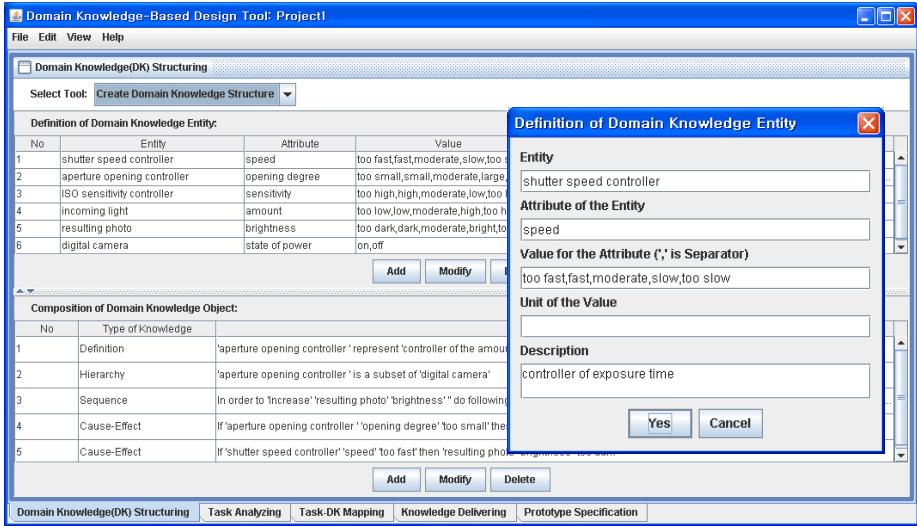 Domain Knowledge-Based Design Tool: Project1
File Edit View Help
Domain Knowledge(DK) Structuring
Select Tool: Create Domain Knowledge Structure
Definition of Domain Knowledge Entity:
No Entity Attribute Value
1 shutter speed controller speed too fast,fast,moderate,slow,too s
2 aperture opening controller opening degree too small,small,moderate,large,
3 ISO sensitivity controller sensitivity too high,high,moderate,low,too l
4 incoming light amount too low,low,moderate,high,too h
5 resulting photo brightness too dark,dark,moderate,bright,to
6 digital camera state of power on,off
Add Modify
Composition of Domain Knowledge Object:
No Type of Knowledge
1 Definition 'aperture opening controller ' represent 'controller of the amou
2 Hierarchy 'aperture opening controller ' is a subset of 'digital camera'
3 Sequence In order to 'Increase' 'resulting photo' 'brightness' '' do following
4 Cause-Effect If 'aperture opening controller ' 'opening degree' 'too small' the
5 Cause-Effect If 'shutter speed controller' 'speed' 'too fast' then 'resulting photo'
Add Modify Delete
Domain Knowledge(DK) Structuring Task Analyzing Task-DK Mapping Knowledge Delivering Prototype Specification
Definition of Domain Knowledge Entity
Entity
shutter speed controller
Attribute of the Entity
speed
Value for the Attribute (',' is Separator)
too fast,fast,moderate,slow,too slow
Unit of the Value
Description
controller of exposure time
Yes Cancel